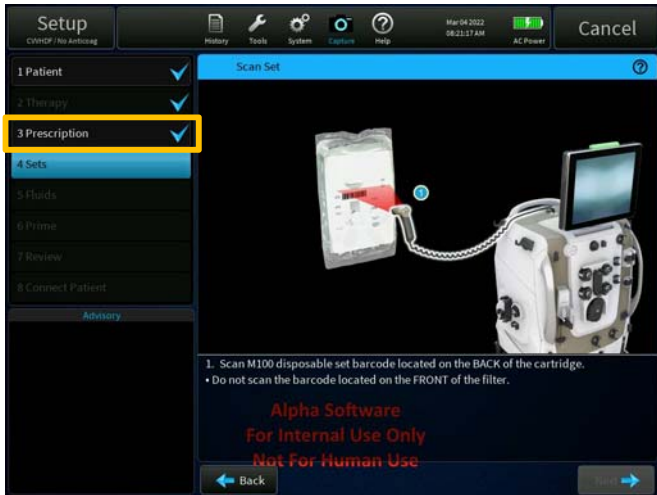 Setup
CVVHDF / No Anticoag
History
Tools
System
Capture
Help
Mar 04 2022
08:21:17 AM
AC Power
Cancel
1 Patient
2 Therapy
3 Prescription
4 Sets
5 Fluids
6 Prime
7 Review
8 Connect Patient
Advisory
Scan Set
1
1. Scan M100 disposable set barcode located on the BACK of the cartridge.
• Do not scan the barcode located on the FRONT of the filter.
Alpha Software
For Internal Use Only
Not For Human Use
Back
Next